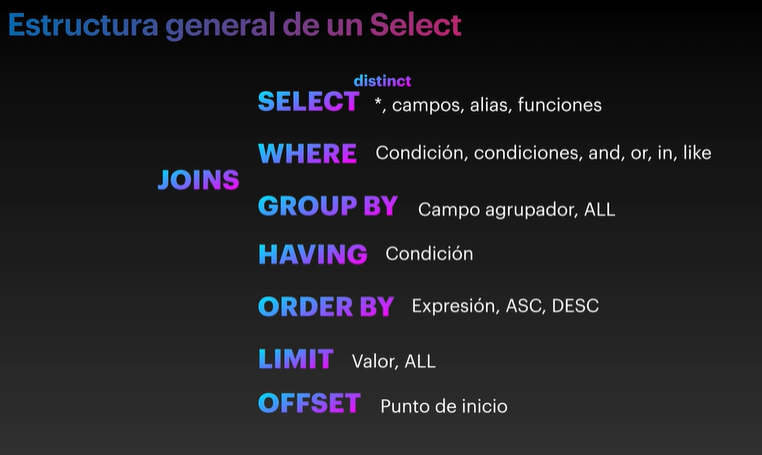 Estructura general de un Select
distinct
SELECT *, campos, alias, funciones
WHERE Condición, condiciones, and, or, in, like
JOINS
GROUP BY Campo agrupador, ALL
HAVING Condición
ORDER BY Expresión, ASC, DESC
LIMIT Valor, ALL
OFFSET Punto de inicio